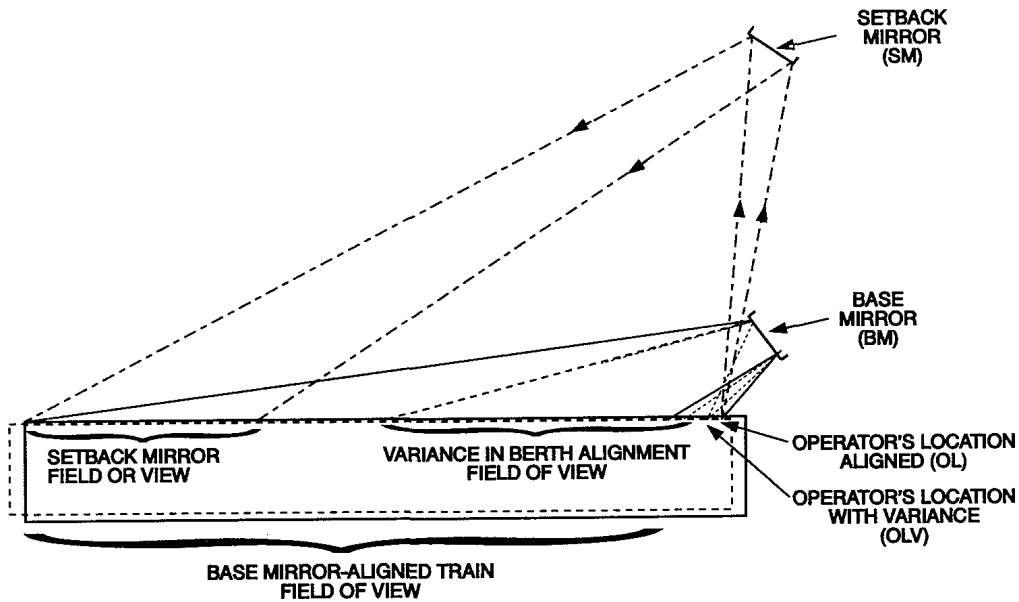 SETBACK
MIRROR
(SM)
BASE
MIRROR
(BM)
SETBACK MIRROR
FIELD OR VIEW
VARIANCE IN BERTH ALIGNMENT
FIELD OF VIEW
OPERATOR'S LOCATION
ALIGNED (OL)
OPERATOR'S LOCATION
WITH VARIANCE
(OLV)
BASE MIRROR-ALIGNED TRAIN
FIELD OF VIEW